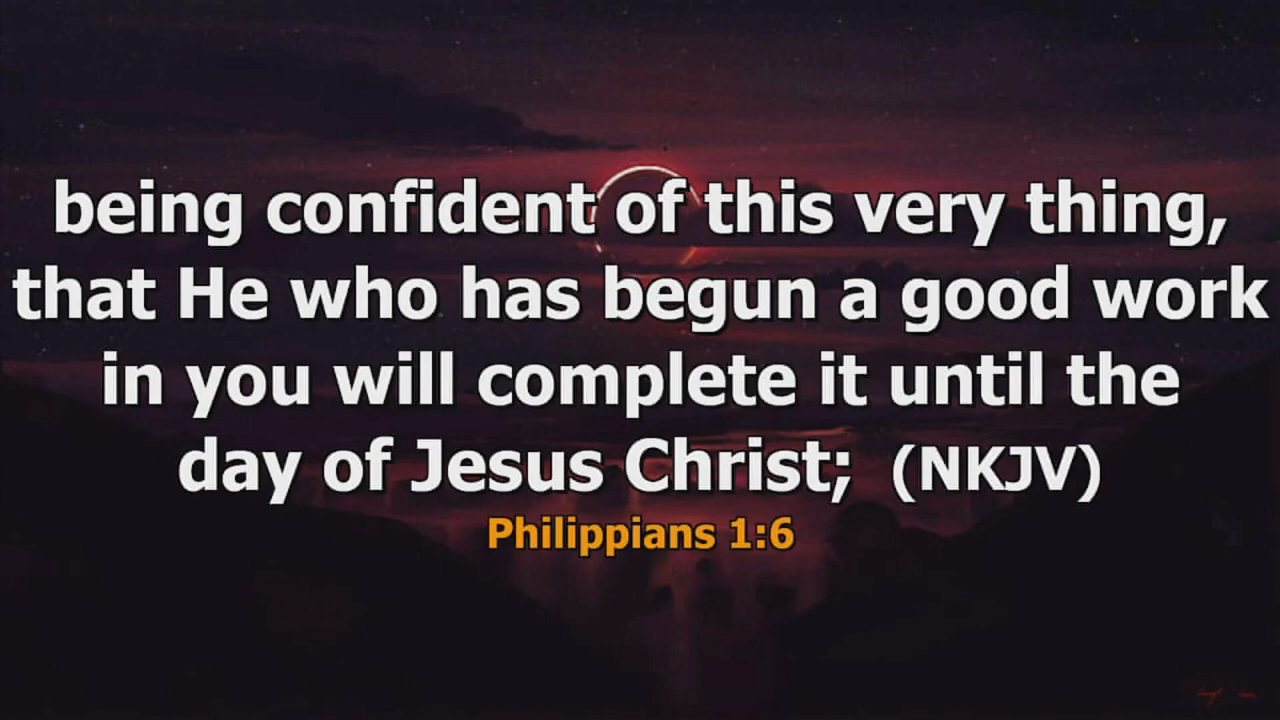 being confident of this very thing,
that He who has begun a good work
in you will complete it until the
day of Jesus Christ;  (NKJV)
Philippians 1:6